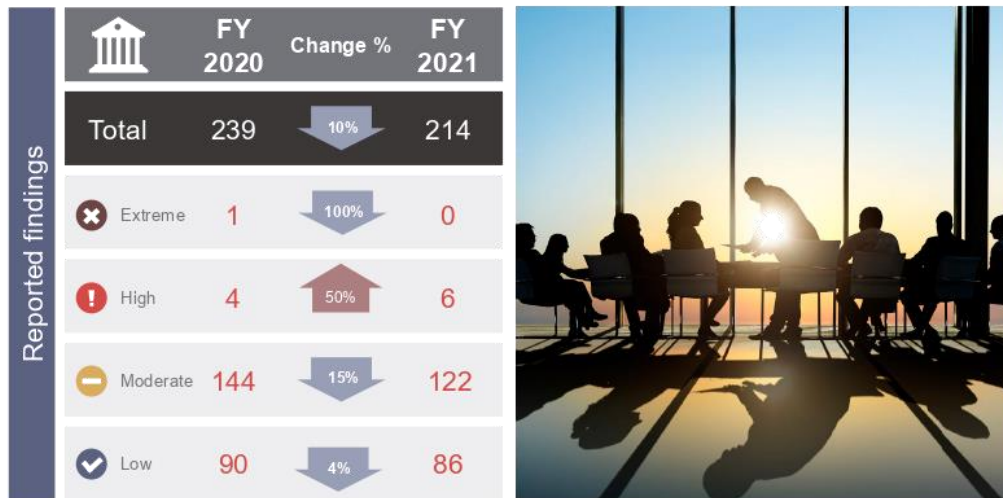 Reported findings
FY 2020 Change % FY 2021
Total 239 10% 214
Extreme 1 100% 0
High 4 50% 6
Moderate 144 15% 122
Low 90 4% 86